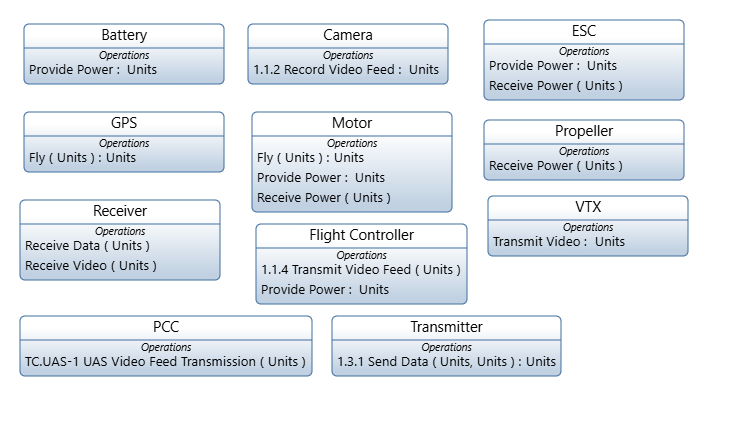 Battery
Operations
Provide Power : Units
Camera
Operations
1.1.2 Record Video Feed : Units
ESC
Operations
Provide Power : Units
Receive Power ( Units )
GPS
Operations
Fly ( Units ) : Units
Motor
Operations
Fly ( Units ) : Units
Provide Power : Units
Receive Power ( Units )
Propeller
Operations
Receive Power ( Units )
Receiver
Operations
Receive Data ( Units )
Receive Video ( Units )
Flight Controller
Operations
1.1.4 Transmit Video Feed ( Units )
Provide Power : Units
VTX
Operations
Transmit Video : Units
PCC
Operations
TC.UAS-1 UAS Video Feed Transmission ( Units )
Transmitter
Operations
1.3.1 Send Data ( Units, Units ) : Units